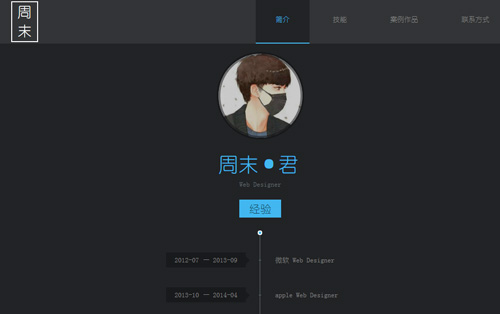 周
末
简介 技能 案例作品 联系方式
周末·君
Web Designer
经验
2012-07 — 2013-09 微软 Web Designer
2013-10 — 2014-04 apple Web Designer